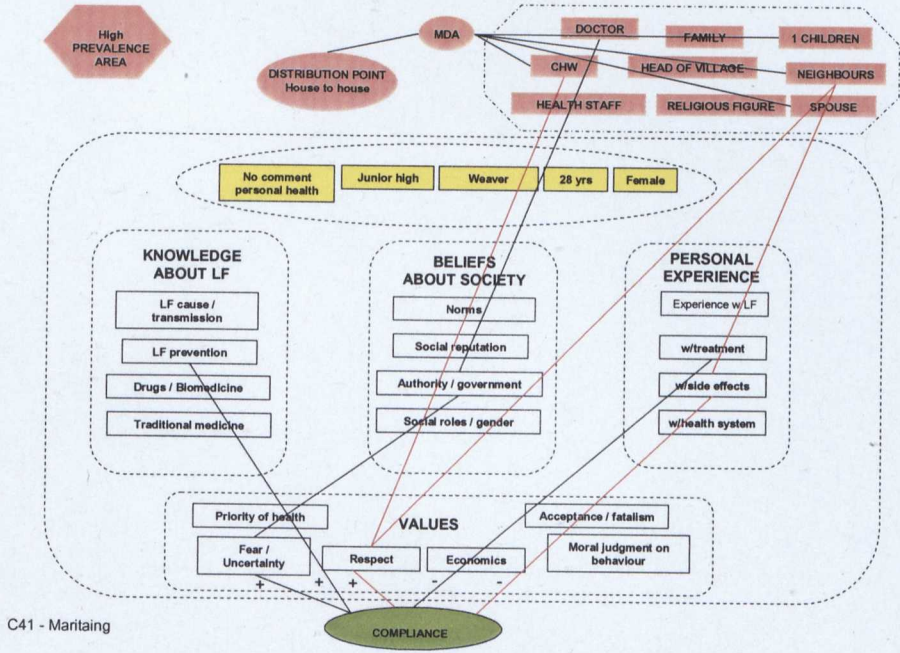 High
PREVALENCE
AREA
MDA
DISTRIBUTION POINT
House to house
DOCTOR
FAMILY
1 CHILDREN
CHW
HEAD OF VILLAGE
NEIGHBOURS
HEALTH STAFF
RELIGIOUS FIGURE
SPOUSE
No comment
personal health
Junior high
Weaver
28 yrs
Female
KNOWLEDGE
ABOUT LF
LF cause /
transmission
LF prevention
Drugs / Biomedicine
Traditional medicine
BELIEFS
ABOUT SOCIETY
Norms
Social reputation
Authority / government
Social roles / gender
PERSONAL
EXPERIENCE
Experience w/LF
w/treatment
w/side effects
w/health system
Priority of health
VALUES
Acceptance / fatalism
Fear /
Uncertainty
Respect
Economics
Moral judgment on
behaviour
+ + + - -
COMPLIANCE
C41 - Maritaing